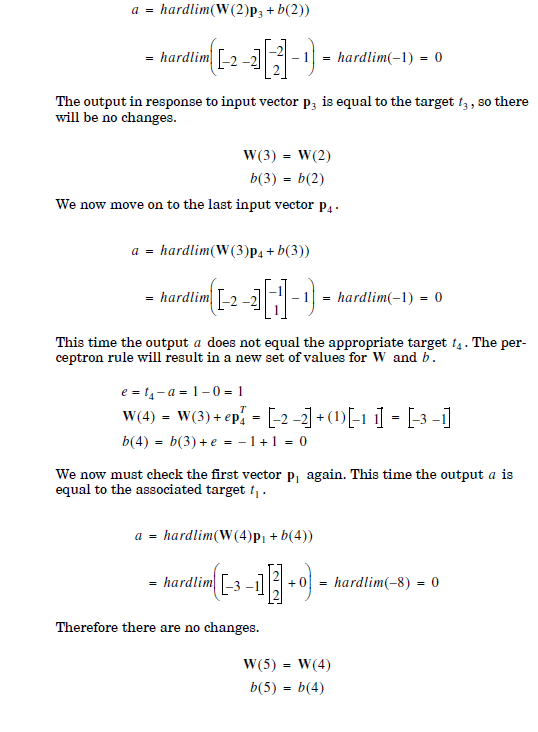 a = hardlim(W(2)p₃ + b(2))
= hardlim([-2 -2] [-2 2] - 1) = hardlim(-1) = 0
The output in response to input vector p₃ is equal to the target t₃, so there
will be no changes.
W(3) = W(2)
b(3) = b(2)
We now move on to the last input vector p₄.
a = hardlim(W(3)p₄ + b(3))
= hardlim([-2 -2] [-1 1] - 1) = hardlim(-1) = 0
This time the output a does not equal the appropriate target t₄. The per-
ceptron rule will result in a new set of values for W and b.
e = t₄ - a = 1 - 0 = 1
W(4) = W(3) + ep₄ᵀ = [-2 -2] + (1)[-1 1] = [-3 -1]
b(4) = b(3) + e = - 1 + 1 = 0
We now must check the first vector p₁ again. This time the output a is
equal to the associated target t₁.
a = hardlim(W(4)p₁ + b(4))
= hardlim([-3 -1] [2 2] + 0) = hardlim(-8) = 0
Therefore there are no changes.
W(5) = W(4)
b(5) = b(4)